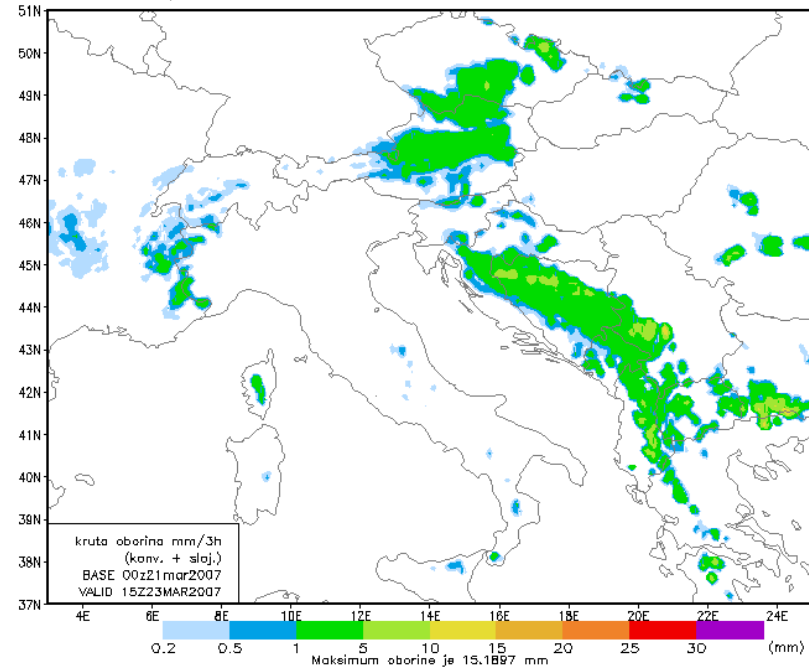 51N
50N
49N
48N
47N
46N
45N
44N
43N
42N
41N
40N
39N
38N
37N
kruta oborina mm/3h
(konv. + sloj.)
BASE 00z21mar2007
VALID 15Z23MAR2007
4E 6E 8E 10E 12E 14E 16E 18E 20E 22E 24E
0.2 0.5 1 5 10 15 20 25 30 (mm)
Maksimum oborine je 15.1897 mm